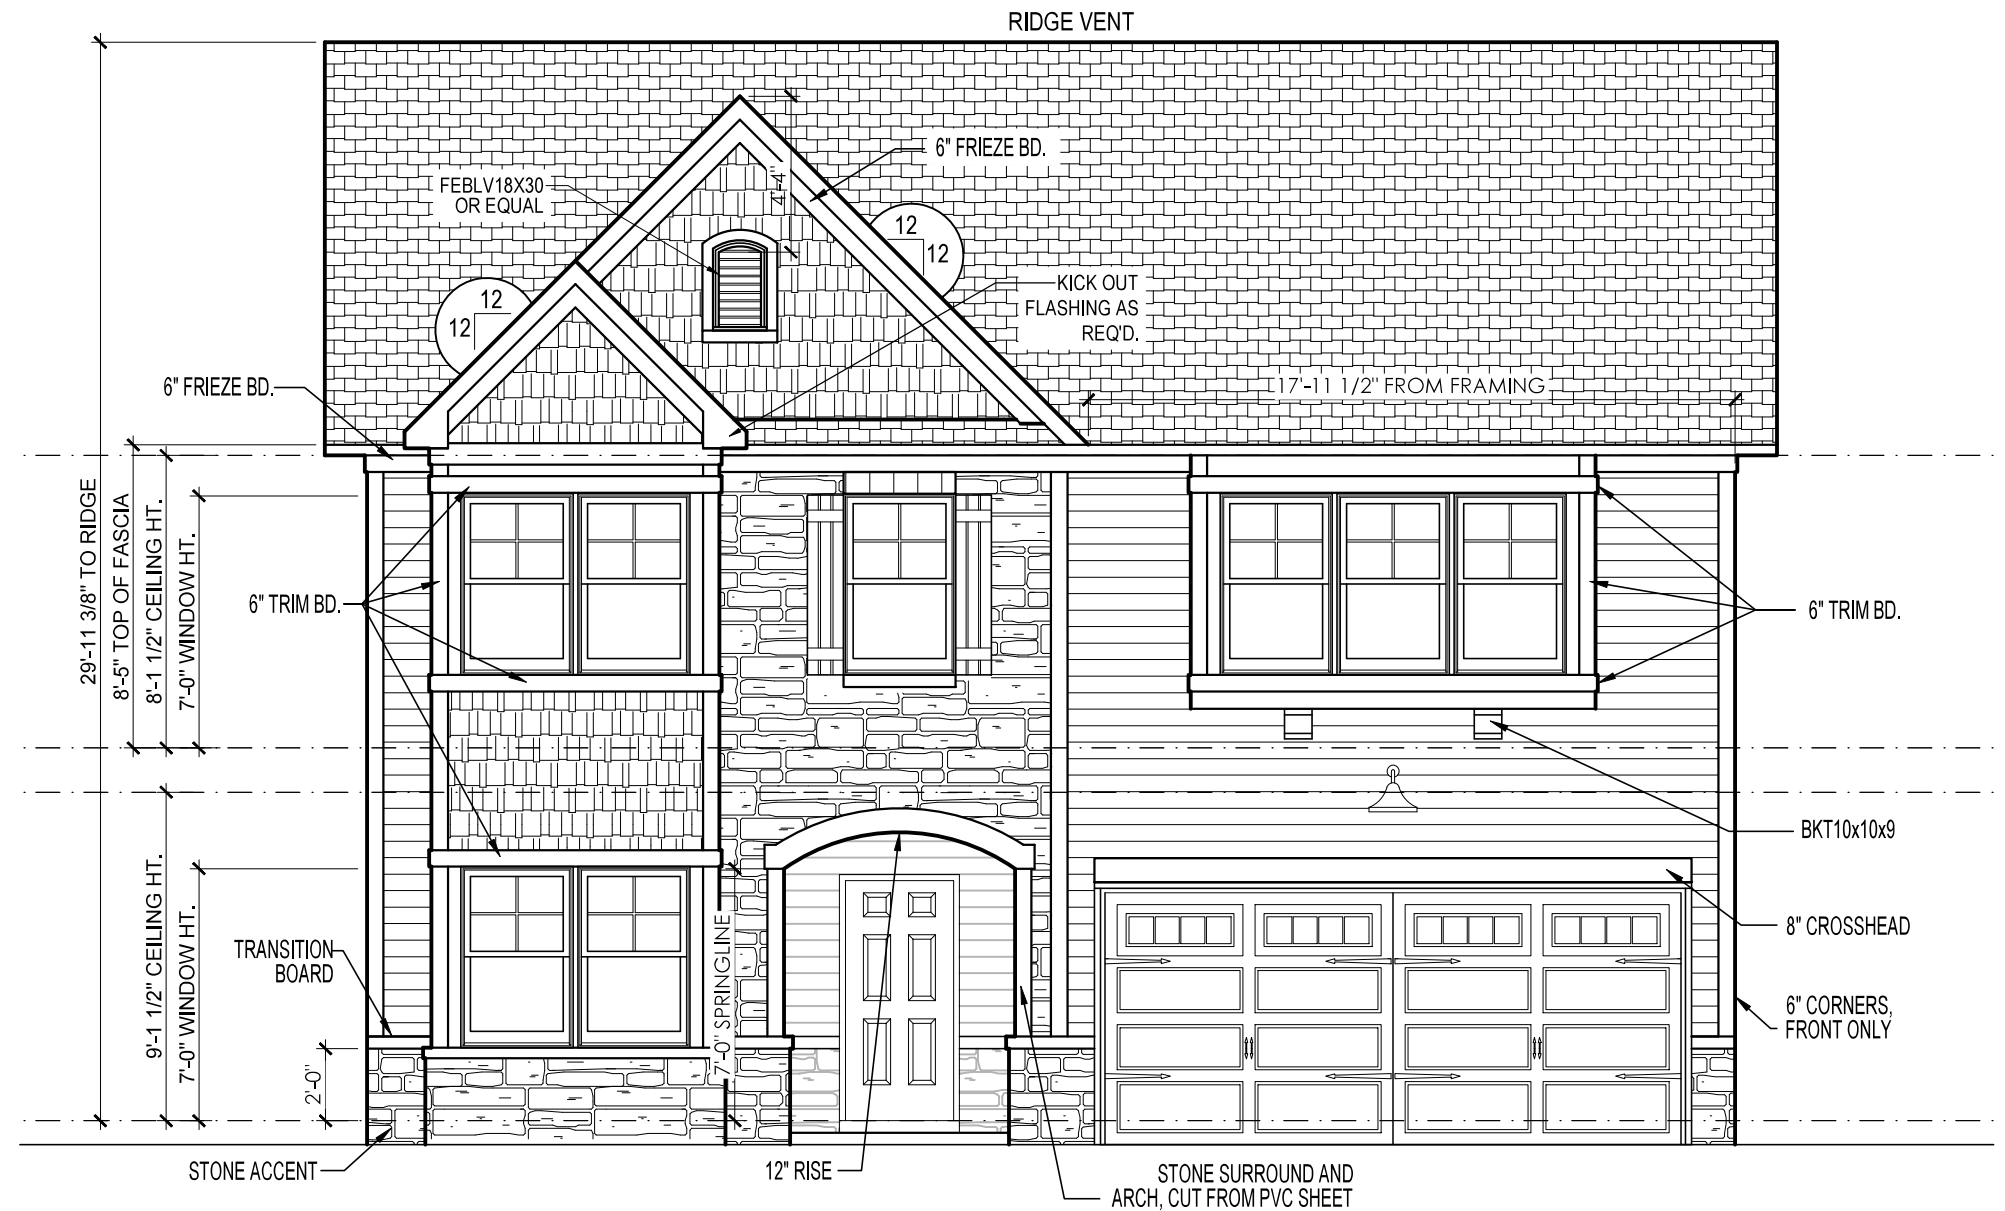 RIDGE VENT
6" FRIEZE BD.
4'-4"
FEBLV18X30
OR EQUAL
12
12
12
12
KICK OUT
FLASHING AS
REQ'D.
17'-11 1/2" FROM FRAMING
6" FRIEZE BD.
29'-11 3/8" TO RIDGE
8'-5" TOP OF FASCIA
8'-1 1/2" CEILING HT.
7'-0" WINDOW HT.
6" TRIM BD.
6" TRIM BD.
BKT10x10x9
9'-1 1/2" CEILING HT.
7'-0" WINDOW HT.
TRANSITION
BOARD
2'-0"
7'-0" SPRINGLINE
8" CROSSHEAD
6" CORNERS,
FRONT ONLY
STONE ACCENT
12" RISE
STONE SURROUND AND
ARCH, CUT FROM PVC SHEET